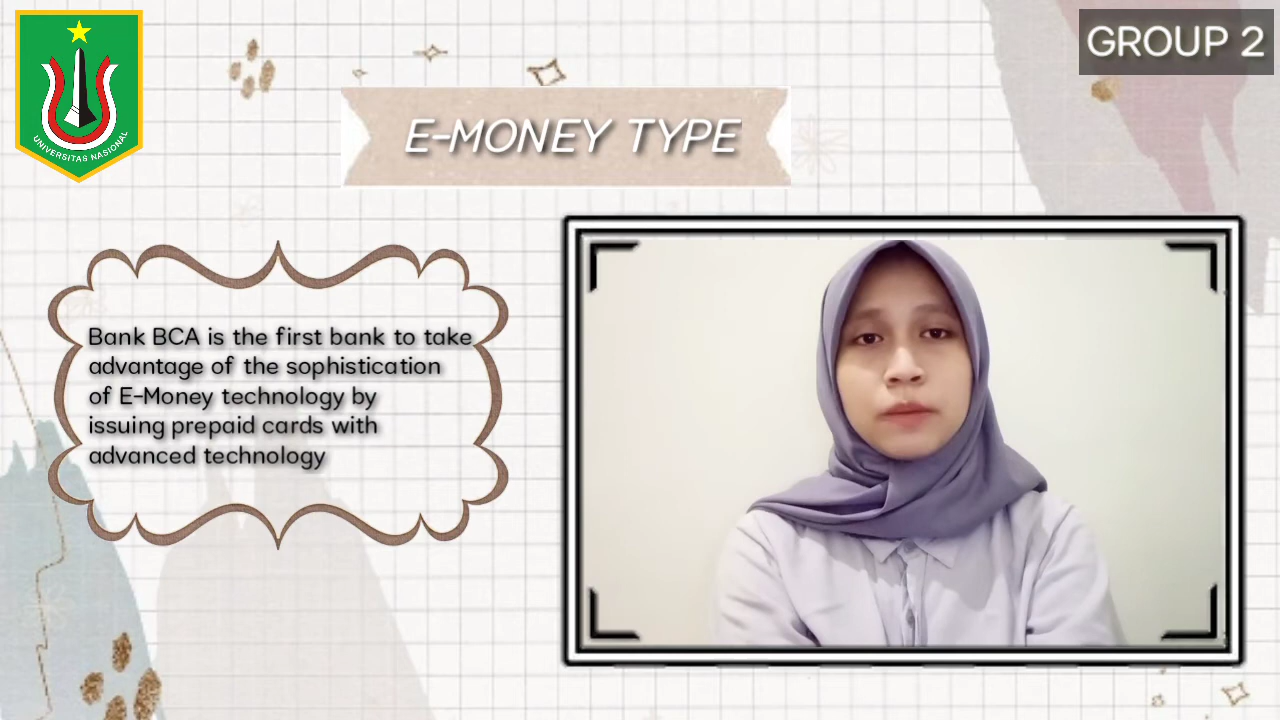 UNIVERSITAS NASIONAL
GROUP 2
E-MONEY TYPE
Bank BCA is the first bank to take
advantage of the sophistication
of E-Money technology by
issuing prepaid cards with
advanced technology